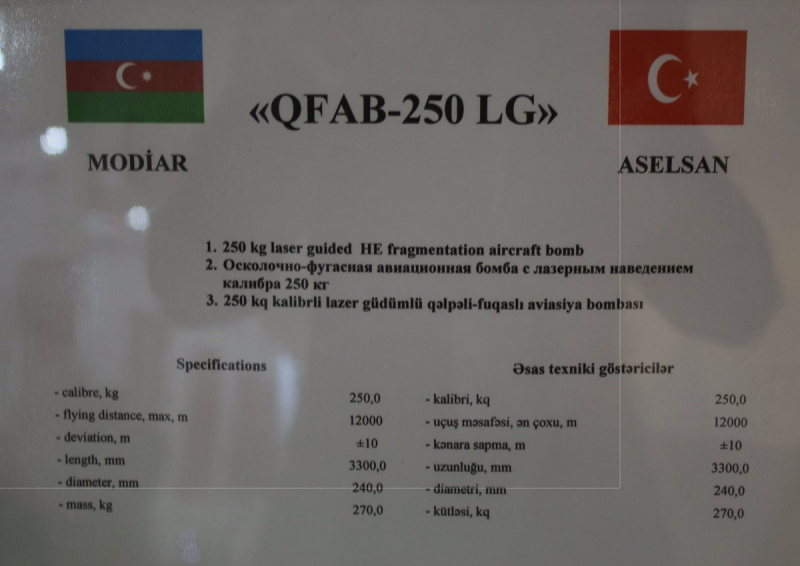 «QFAB-250 LG»
MODİAR
ASELSAN
1. 250 kg laser guided HE fragmentation aircraft bomb
2. Осколочно-фугасная авиационная бомба с лазерным наведением
калибра 250 кг
3. 250 kq kalibrli lazer güdümlü qəlpəli-fuqaslı aviasiya bombası
Specifications
- calibre, kg 250,0
- flying distance, max, m 12000
- deviation, m ±10
- length, mm 3300,0
- diameter, mm 240,0
- mass, kg 270,0
Əsas texniki göstəricilər
- kalibri, kq 250,0
- uçuş məsafəsi, ən çoxu, m 12000
- kənara sapma, m ±10
- uzunluğu, mm 3300,0
- diametri, mm 240,0
- kütləsi, kq 270,0